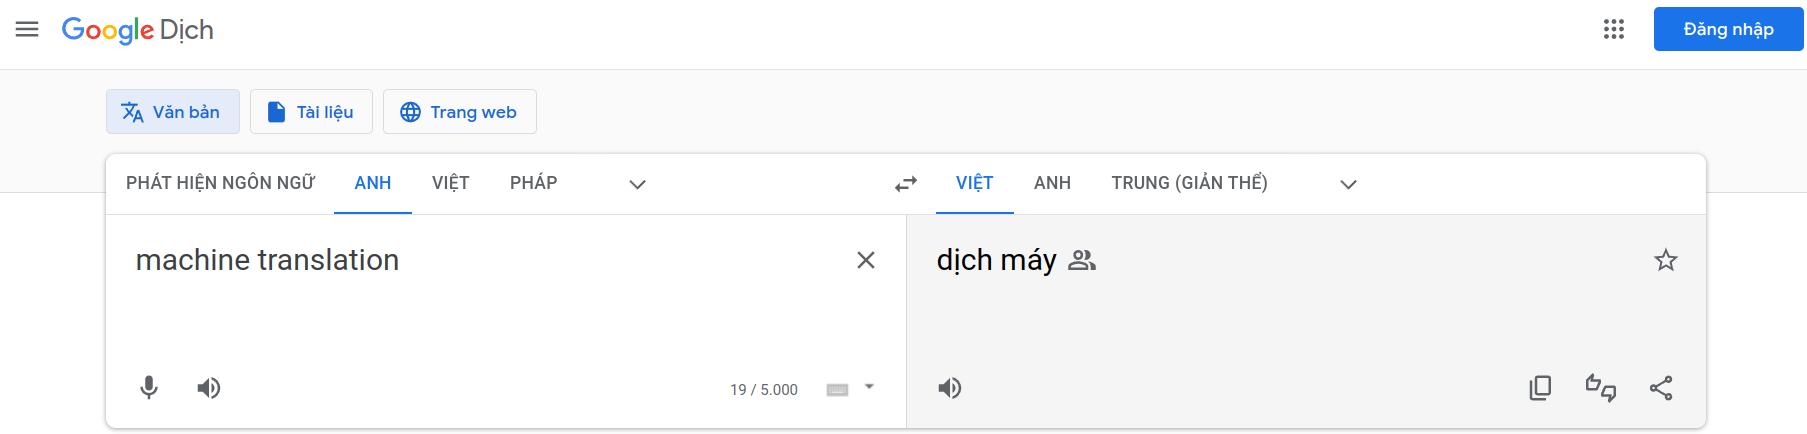 Google Dịch
Đăng nhập
Văn bản Tài liệu Trang web
PHÁT HIỆN NGÔN NGỮ ANH VIỆT PHÁP VIỆT ANH TRUNG (GIẢN THỂ)
machine translation
dịch máy
19 / 5.000